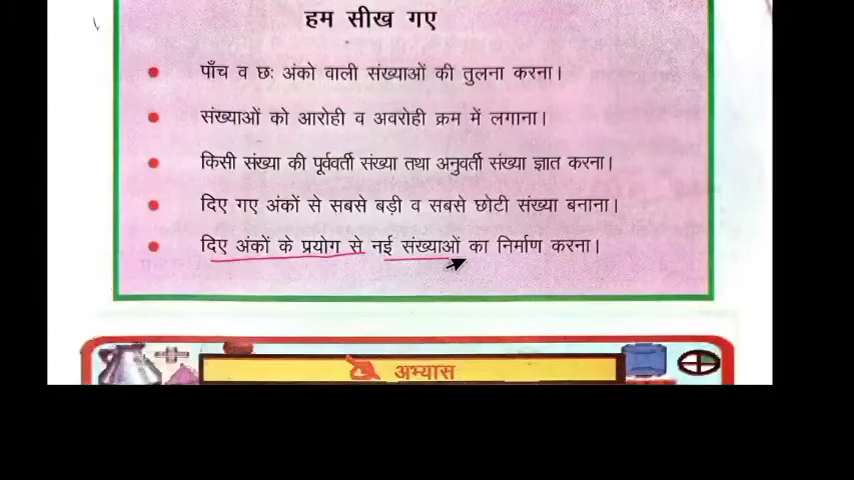 हम सीख गए
पाँच व छः अंको वाली संख्याओं की तुलना करना।
संख्याओं को आरोही व अवरोही क्रम में लगाना।
किसी संख्या की पूर्ववर्ती संख्या तथा अनुवर्ती संख्या ज्ञात करना।
दिए गए अंकों से सबसे बड़ी व सबसे छोटी संख्या बनाना।
दिए अंकों के प्रयोग से नई संख्याओं का निर्माण करना।
अभ्यास